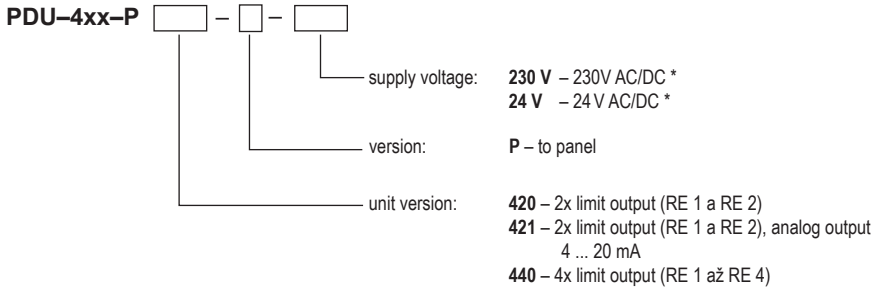 PDU–4xx–P – –
supply voltage: 230 V – 230V AC/DC *
24 V – 24 V AC/DC *
version: P – to panel
unit version: 420 – 2x limit output (RE 1 a RE 2)
421 – 2x limit output (RE 1 a RE 2), analog output
4 ... 20 mA
440 – 4x limit output (RE 1 až RE 4)